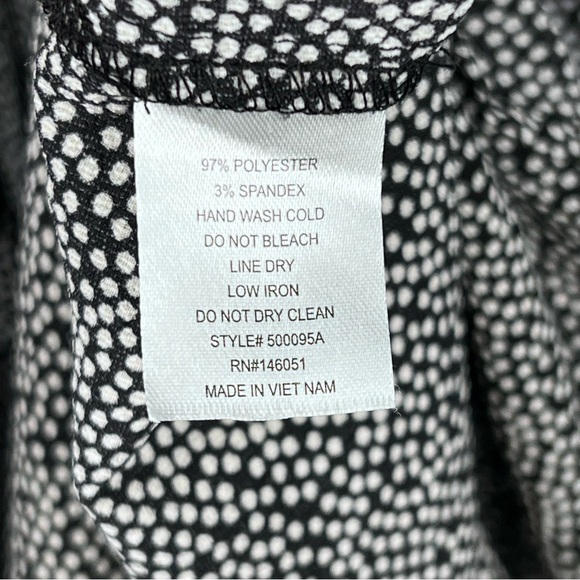 97% POLYESTER
3% SPANDEX
HAND WASH COLD
DO NOT BLEACH
LINE DRY
LOW IRON
DO NOT DRY CLEAN
STYLE# 500095A
RN#146051
MADE IN VIET NAM